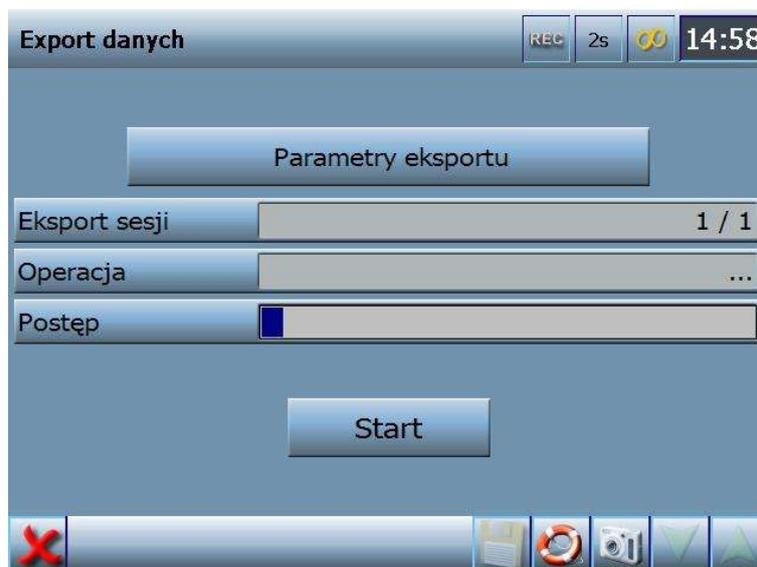 Export danych REC 2s 14:58
Parametry eksportu
Eksport sesji 1 / 1
Operacja ...
Postęp
Start